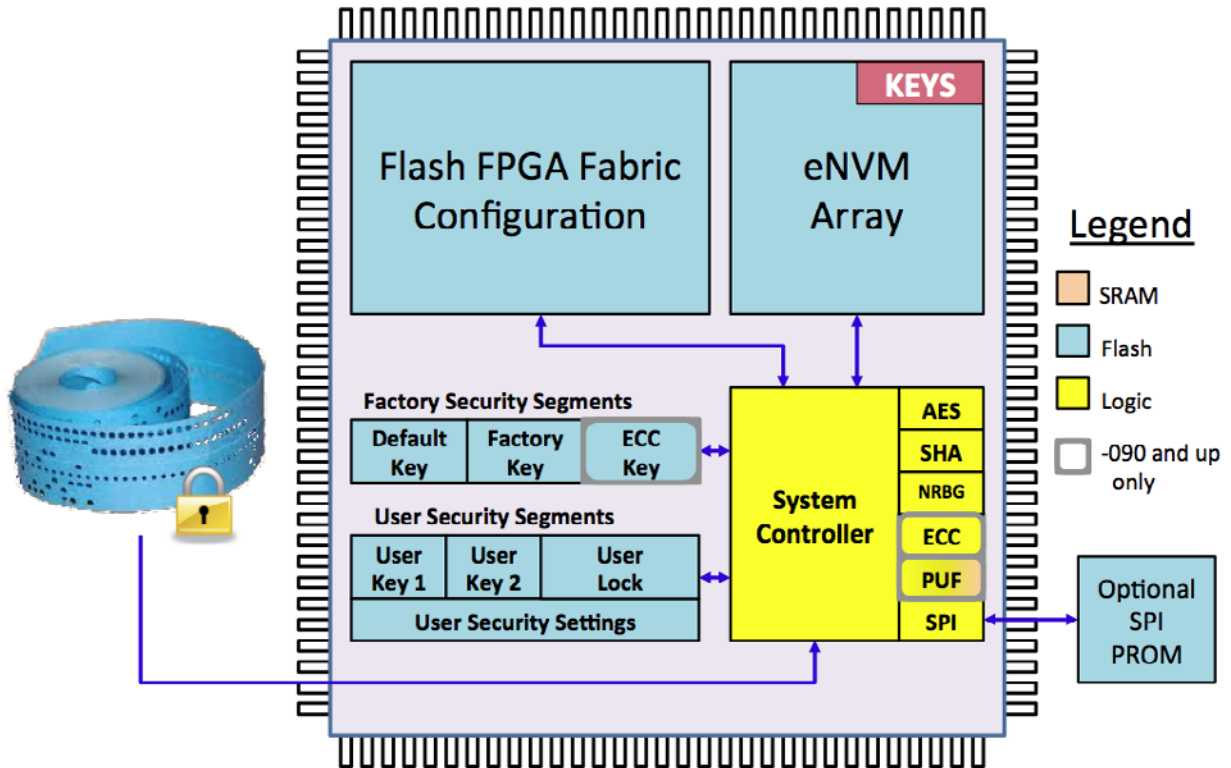 KEYS
Flash FPGA Fabric
Configuration
eNVM
Array
Legend
SRAM
Flash
Logic
-090 and up
only
Factory Security Segments
Default
Key
Factory
Key
ECC
Key
User Security Segments
User
Key 1
User
Key 2
User
Lock
User Security Settings
System
Controller
AES
SHA
NRBG
ECC
PUF
SPI
Optional
SPI
PROM